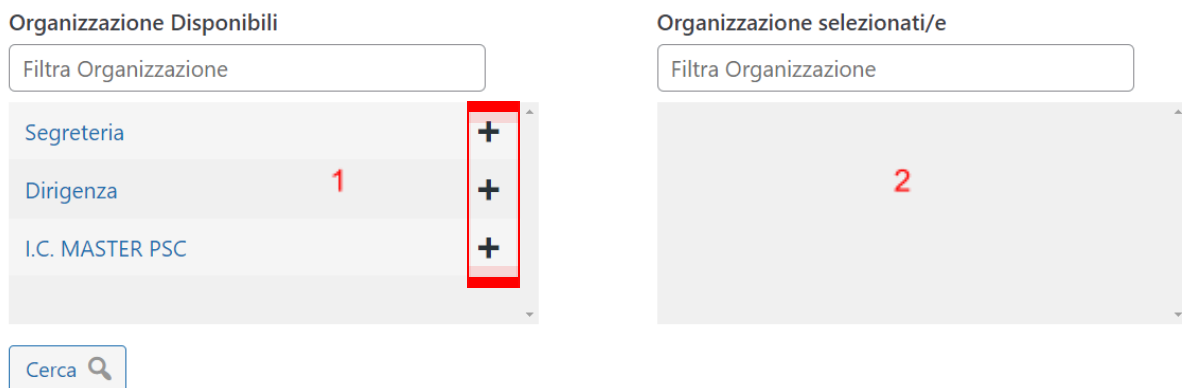 Organizzazione Disponibili
Filtra Organizzazione
Segreteria
Dirigenza
I.C. MASTER PSC
1
Cerca
Organizzazione selezionati/e
Filtra Organizzazione
2